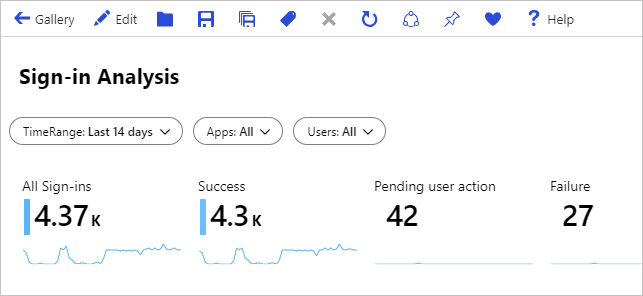 Gallery Edit Help
Sign-in Analysis
TimeRange: Last 14 days Apps: All Users: All
All Sign-ins Success Pending user action Failure
4.37 K 4.3 K 42 27